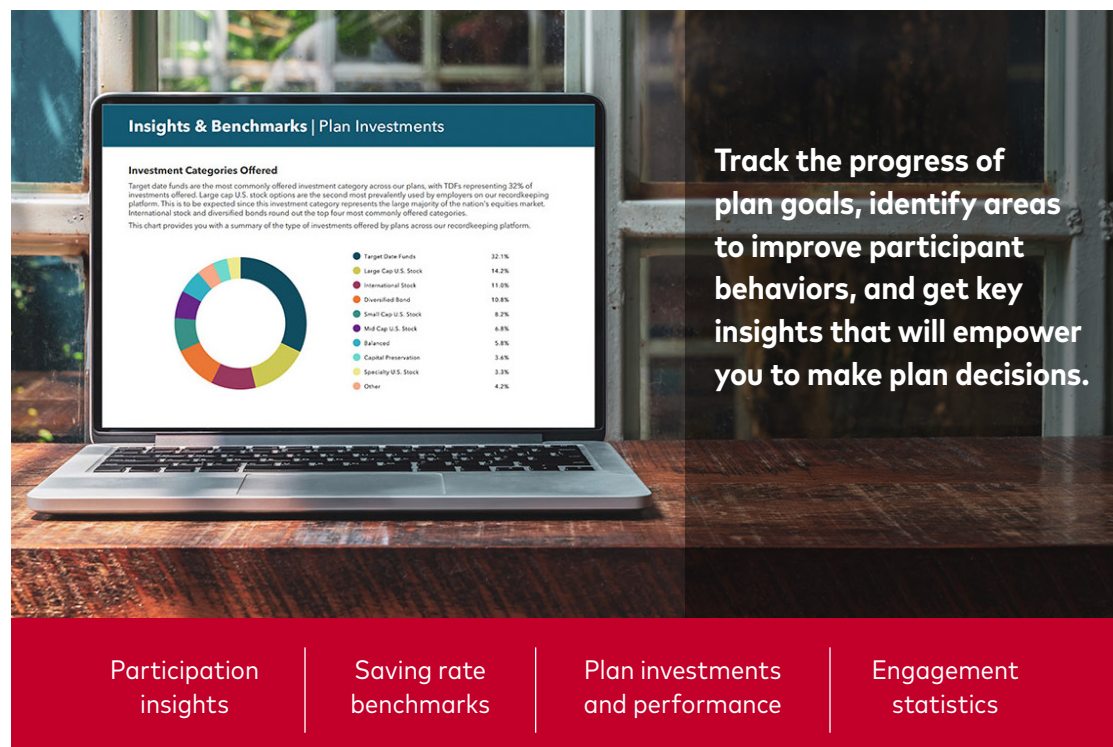 Insights & Benchmarks | Plan Investments
Investment Categories Offered
Target date funds are the most commonly offered investment category across our plans, with TDFs representing 32% of
investments offered. Large cap U.S. stock options are the second most prevalently used by employers on our recordkeeping
platform. This is to be expected since this investment category represents the large majority of the nation's equities market.
International stock and diversified bonds round out the top four most commonly offered categories.
This chart provides you with a summary of the type of investments offered by plans across our recordkeeping platform.
Target Date Funds 32.1%
Large Cap U.S. Stock 14.2%
International Stock 11.0%
Diversified Bond 10.8%
Small Cap U.S. Stock 8.2%
Mid Cap U.S. Stock 6.8%
Balanced 5.8%
Capital Preservation 3.6%
Specialty U.S. Stock 3.3%
Other 4.2%
Track the progress of
plan goals, identify areas
to improve participant
behaviors, and get key
insights that will empower
you to make plan decisions.
Participation
insights
Saving rate
benchmarks
Plan investments
and performance
Engagement
statistics